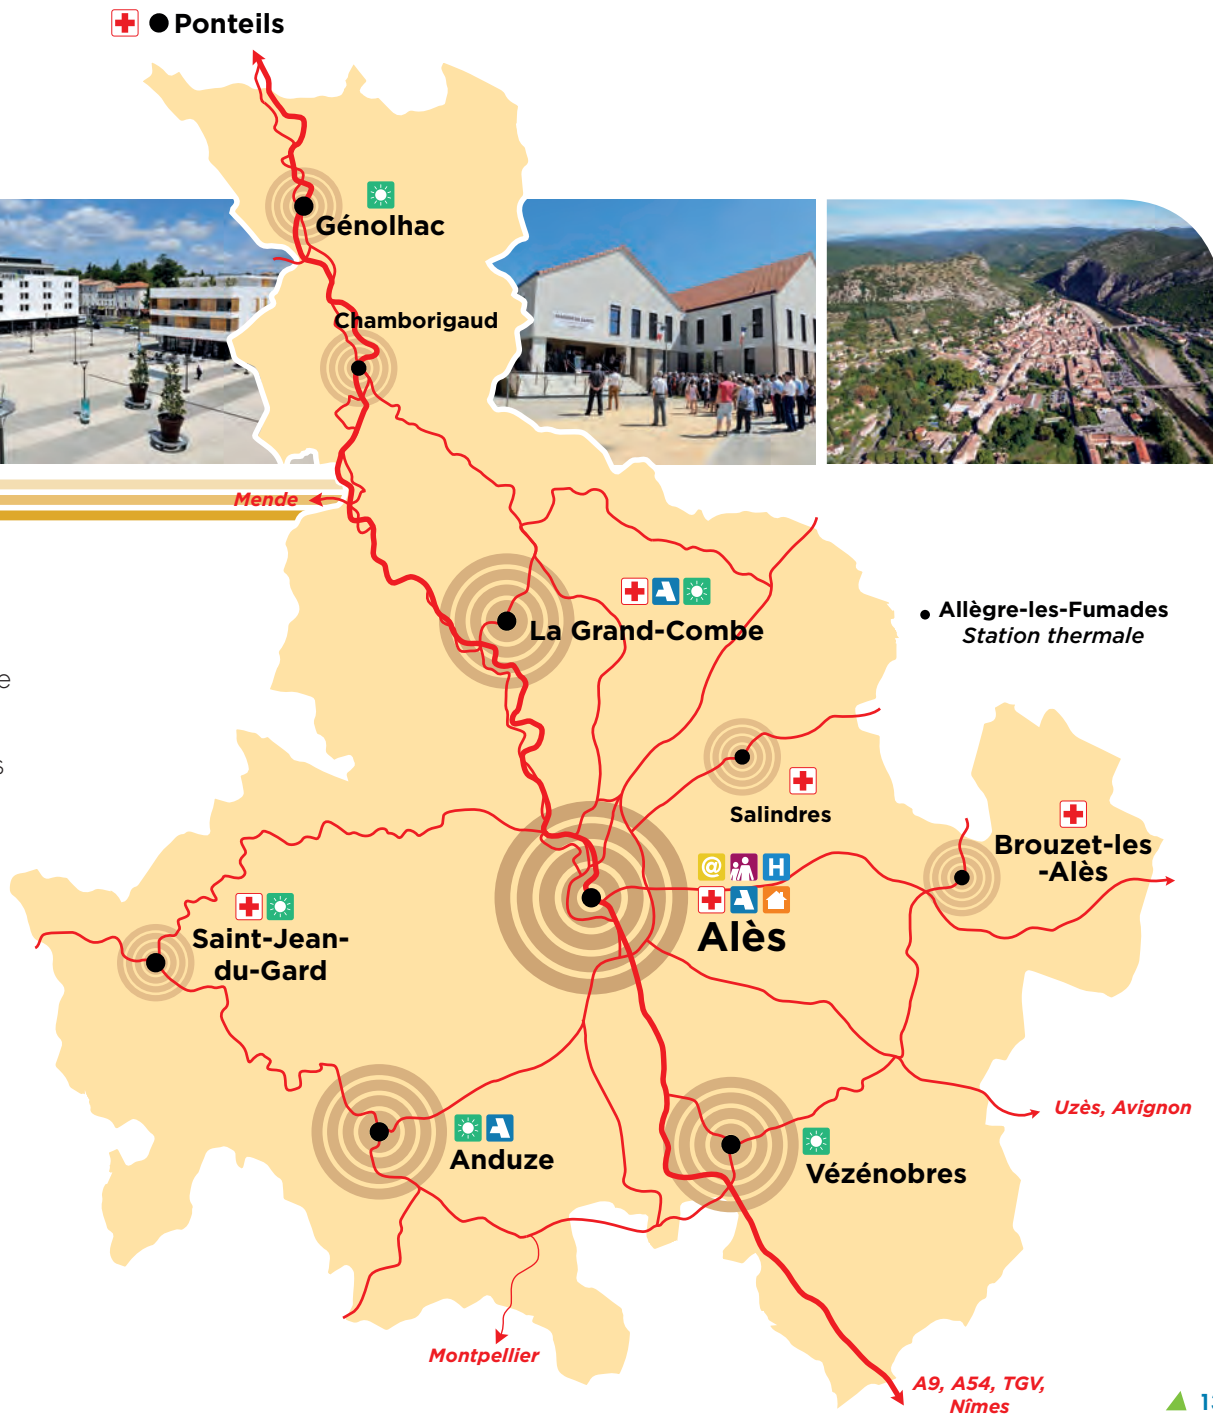 Ponteils
Génolhac
Chamborigaud
Mende
La Grand-Combe
Allègre-les-Fumades
Station thermale
e
s
Salindres
Brouzet-les
-Alès
@
H
Alès
Saint-Jean-
du-Gard
Uzès, Avignon
Anduze
Vézénobres
Montpellier
A9, A54, TGV,
Nîmes